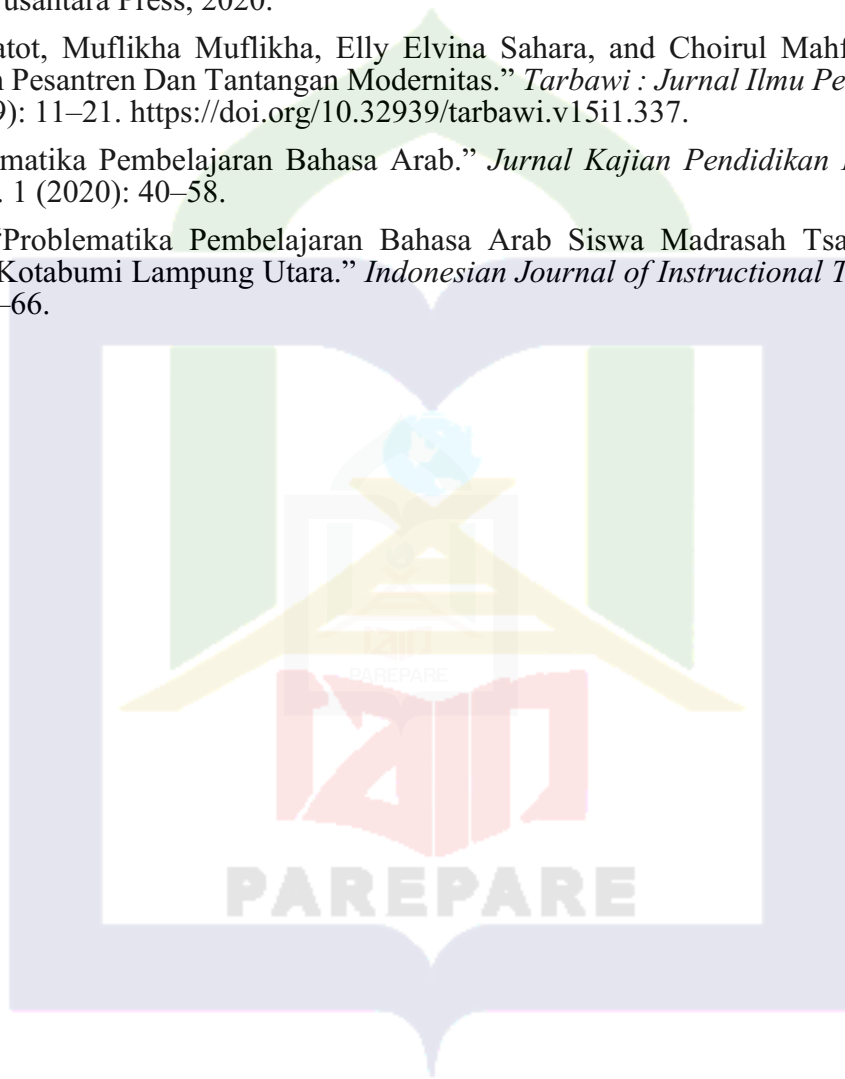 usantara Press, 2020.
atot, Muflikha Muflikha, Elly Elvina Sahara, and Choirul Mahf
n Pesantren Dan Tantangan Modernitas.” Tarbawi : Jurnal Ilmu Pe
9): 11–21. https://doi.org/10.32939/tarbawi.v15i1.337.
ematika Pembelajaran Bahasa Arab.” Jurnal Kajian Pendidikan
. 1 (2020): 40–58.
“Problematika Pembelajaran Bahasa Arab Siswa Madrasah Tsa
Kotabumi Lampung Utara.” Indonesian Journal of Instructional T
–66.
PAREPARE
PAREPARE